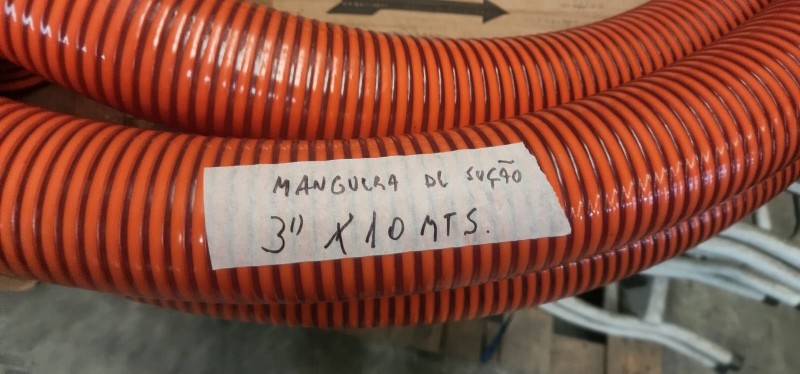 MANGUEIRA DE SUÇÃO
3" X 10 MTS.